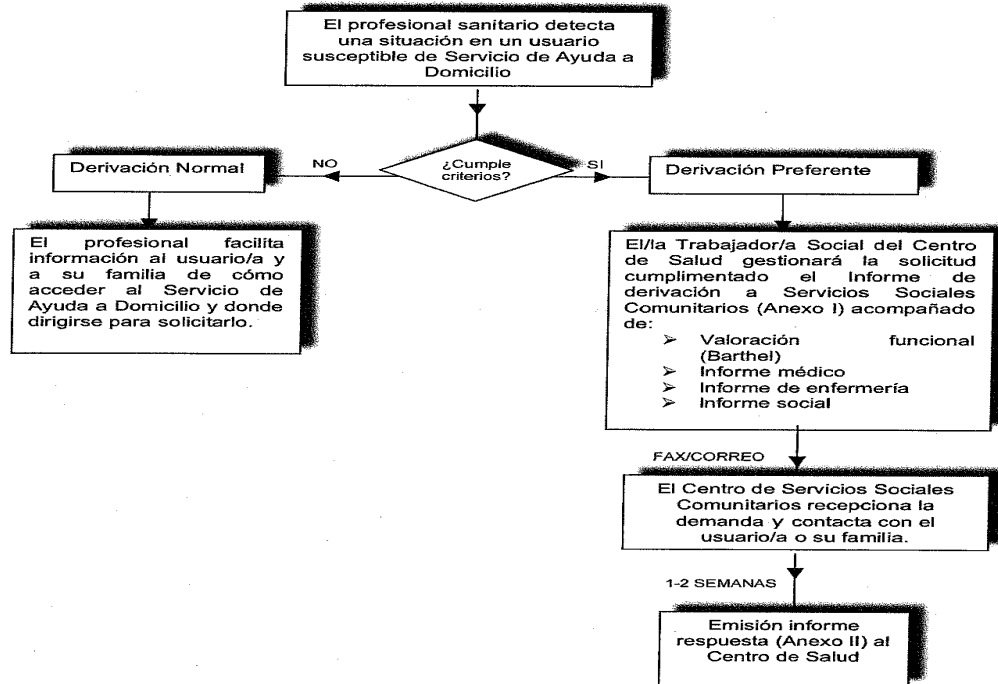 El profesional sanitario detecta
una situación en un usuario
susceptible de Servicio de Ayuda a
Domicilio
¿Cumple
criterios?
NO
SI
Derivación Normal
Derivación Preferente
El profesional facilita
información al usuario/a y
a su familia de cómo
acceder al Servicio de
Ayuda a Domicilio y donde
dirigirse para solicitarlo.
El/la Trabajador/a Social del Centro
de Salud gestionará la solicitud
cumplimentado el Informe de
derivación a Servicios Sociales
Comunitarios (Anexo I) acompañado
de:
➢ Valoración funcional
(Barthel)
➢ Informe médico
➢ Informe de enfermería
➢ Informe social
FAX/CORREO
El Centro de Servicios Sociales
Comunitarios recepciona la
demanda y contacta con el
usuario/a o su familia.
1-2 SEMANAS
Emisión informe
respuesta (Anexo II) al
Centro de Salud